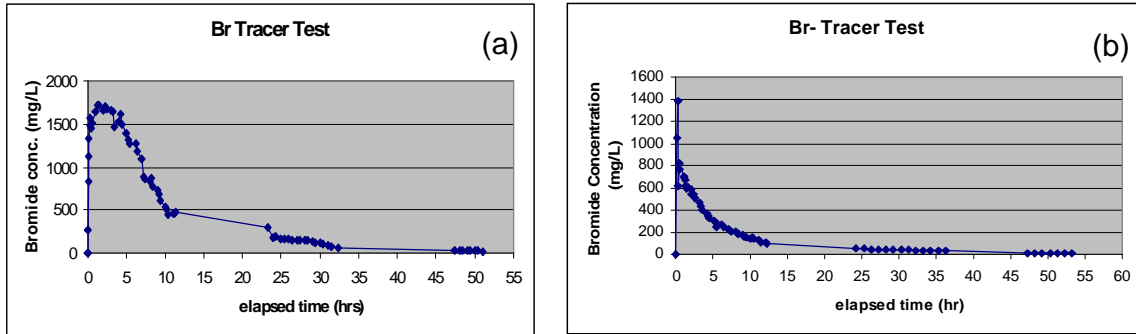 Br Tracer Test
(a)
Bromide conc. (mg/L)
2000
1500
1000
500
0
0 5 10 15 20 25 30 35 40 45 50 55
elapsed time (hrs)
Br- Tracer Test
(b)
Bromide Concentration
(mg/L)
1600
1400
1200
1000
800
600
400
200
0
0 5 10 15 20 25 30 35 40 45 50 55 60
elapsed time (hr)